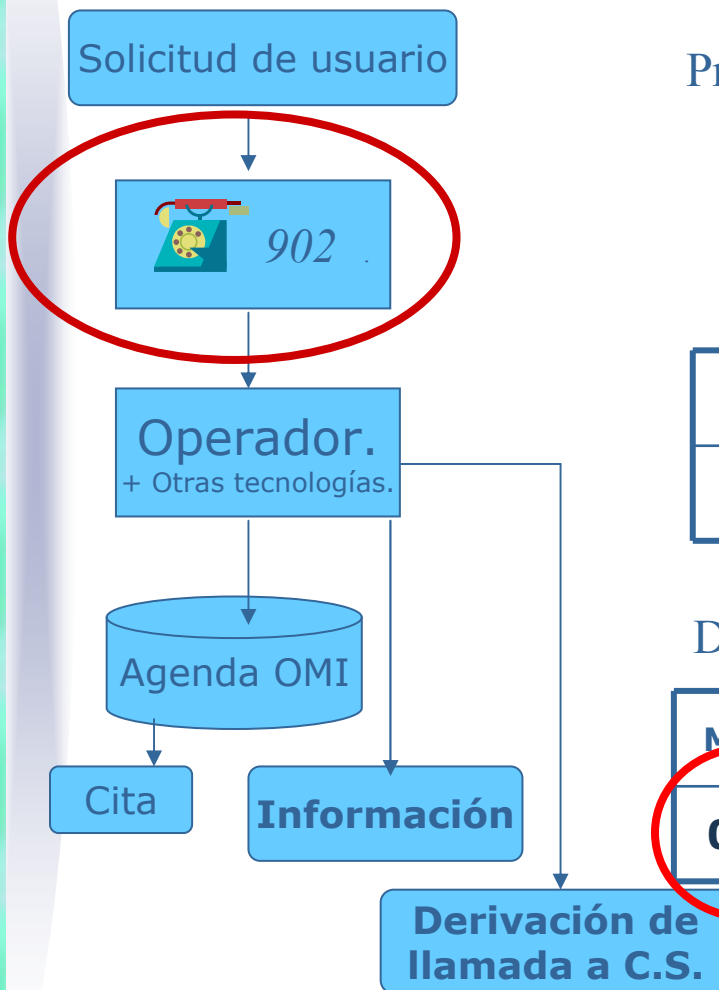 Solicitud de usuario
902 .
Operador.
+ Otras tecnologías.
Agenda OMI
Cita
Información
Derivación de
llamada a C.S.